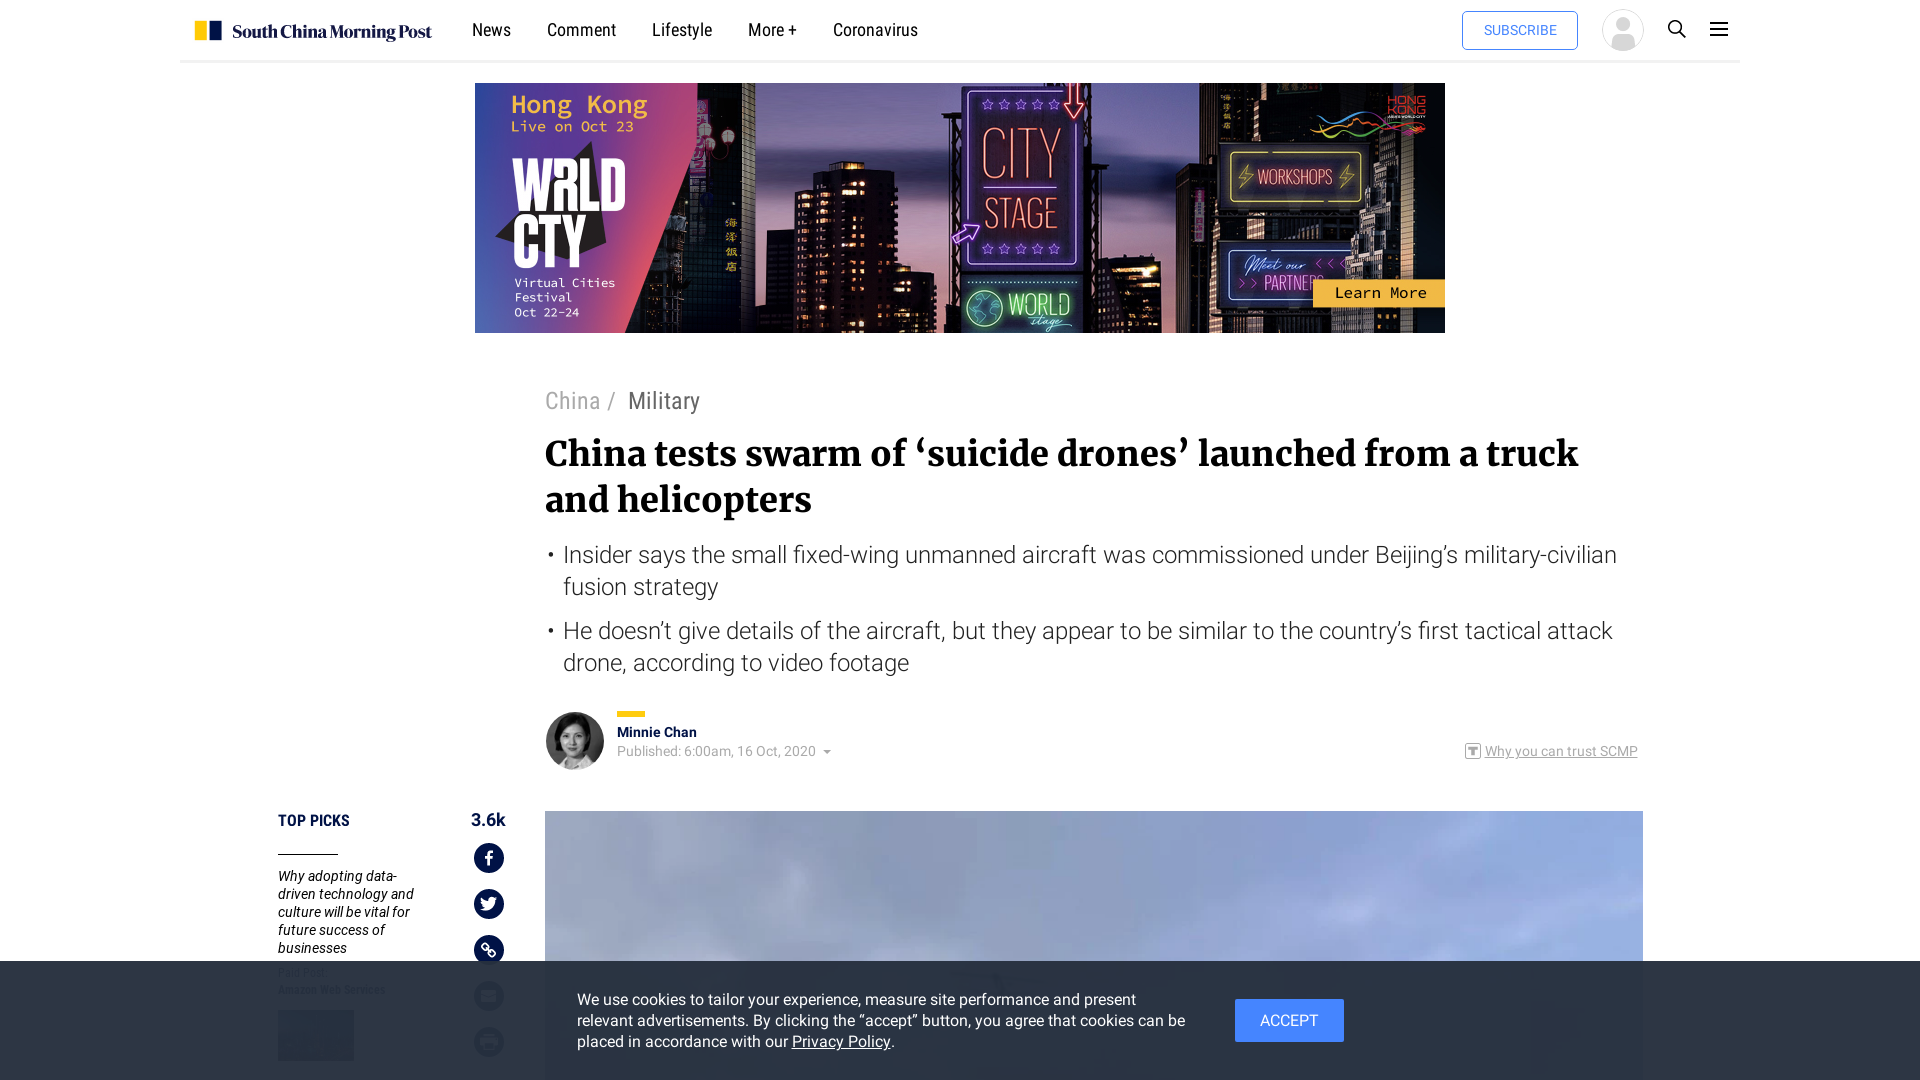 South China Morning Post
News
Comment
Lifestyle
More +
Coronavirus
SUBSCRIBE
Hong Kong
Live on Oct 23
WRLD
CTY
Virtual Cities
Festival
Oct 22-24
海
洋
飯
店
CITY
STAGE
WORLD
stage
HONG
KONG
ASIA'S WORLD CITY
WORKSHOPS
Meet our
PARTNERS
Learn More
China / Military
China tests swarm of ‘suicide drones’ launched from a truck
and helicopters
• Insider says the small fixed-wing unmanned aircraft was commissioned under Beijing’s military-civilian
fusion strategy
• He doesn’t give details of the aircraft, but they appear to be similar to the country’s first tactical attack
drone, according to video footage
Minnie Chan
Published: 6:00am, 16 Oct, 2020
Why you can trust SCMP
TOP PICKS
3.6k
Why adopting data-
driven technology and
culture will be vital for
future success of
businesses
Paid Post:
Amazon Web Services
We use cookies to tailor your experience, measure site performance and present
relevant advertisements. By clicking the “accept” button, you agree that cookies can be
placed in accordance with our Privacy Policy.
ACCEPT